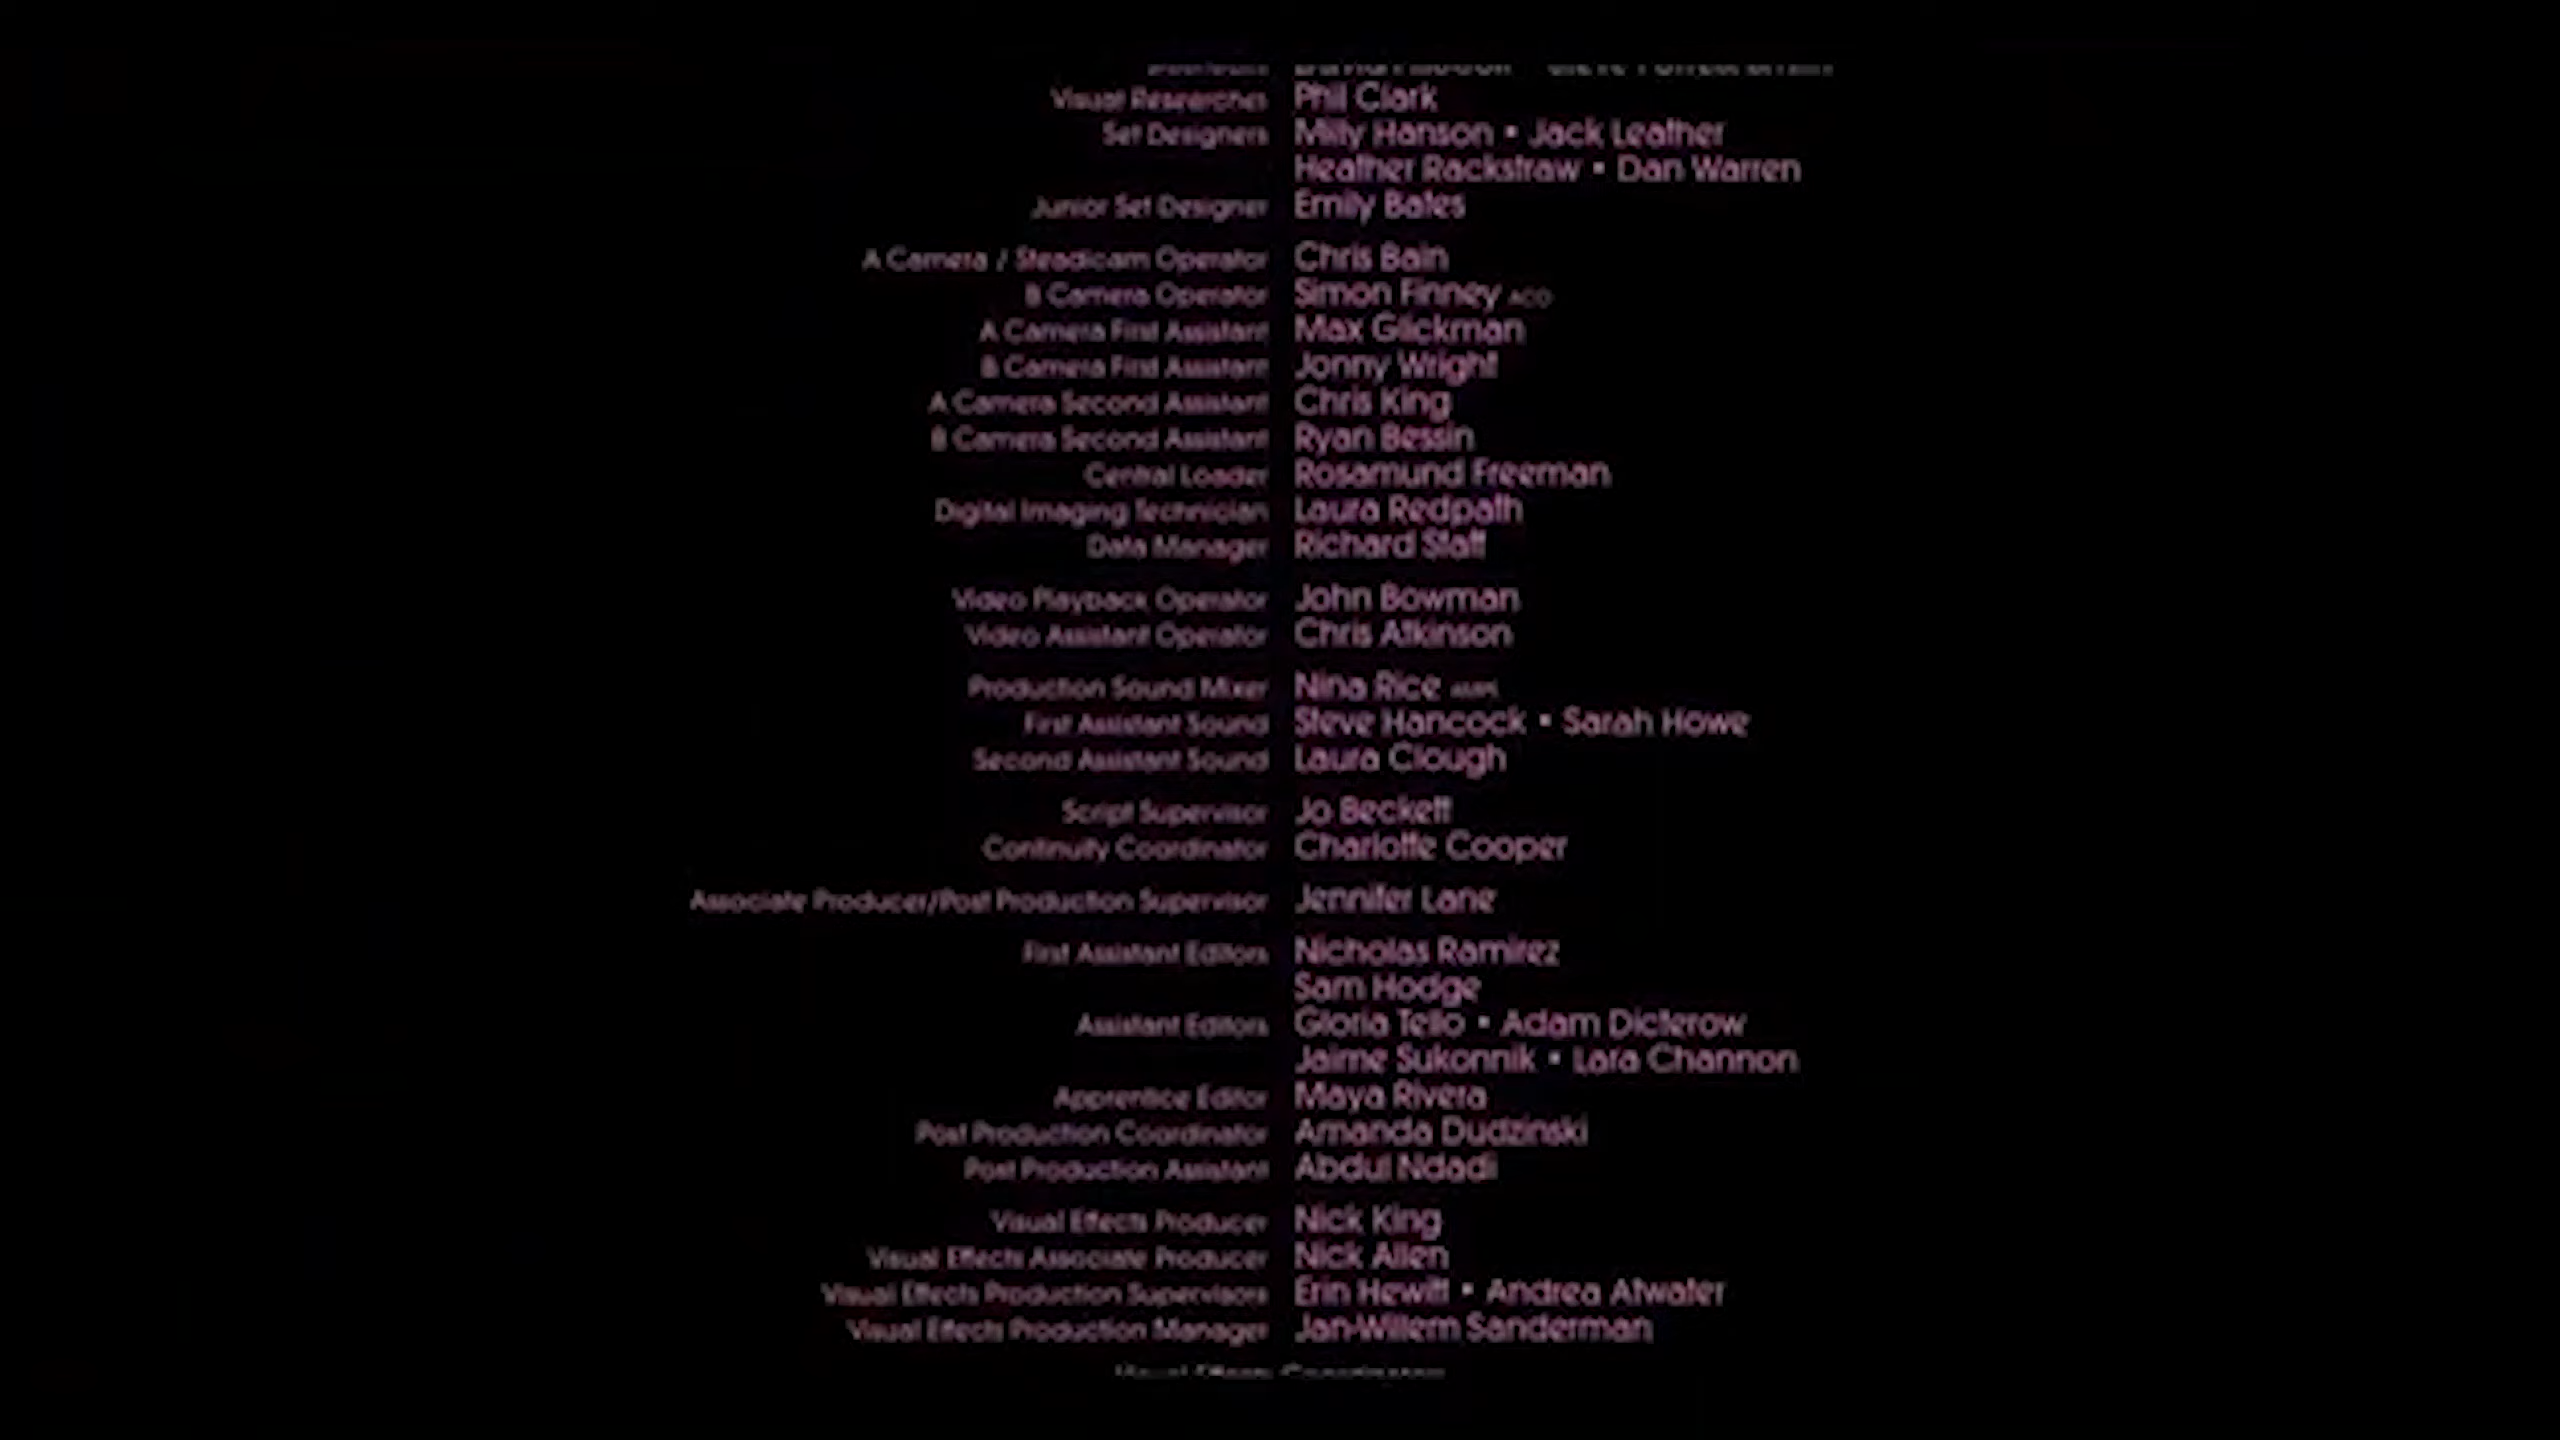 Visual Researcher Phil Clark
Set Designers Milly Hanson • Jack Leather
Heather Rackstraw • Dan Warren
Junior Set Designer Emily Bates
A Camera / Steadicam Operator Chris Bain
B Camera Operator Simon Finney ACO
A Camera First Assistant Max Glickman
B Camera First Assistant Jonny Wright
A Camera Second Assistant Chris King
B Camera Second Assistant Ryan Bessin
Central Loader Rosamund Freeman
Digital Imaging Technician Laura Redpath
Data Manager Richard Staff
Video Playback Operator John Bowman
Video Assistant Operator Chris Atkinson
Production Sound Mixer Nina Rice
First Assistant Sound Steve Hancock • Sarah Howe
Second Assistant Sound Laura Clough
Script Supervisor Jo Beckett
Continuity Coordinator Charlotte Cooper
Associate Producer/Post Production Supervisor Jennifer Lane
First Assistant Editors Nicholas Ramirez
Sam Hodge
Assistant Editors Gloria Tello • Adam Dicterow
Jaime Sukonnik • Lara Channon
Apprentice Editor Maya Rivera
Post Production Coordinator Amanda Dudzinski
Post Production Assistant Abdul Ndadi
Visual Effects Producer Nick King
Visual Effects Associate Producer Nick Allen
Visual Effects Production Supervisors Erin Hewitt • Andrea Atwater
Visual Effects Production Manager Jan-Willem Sanderman